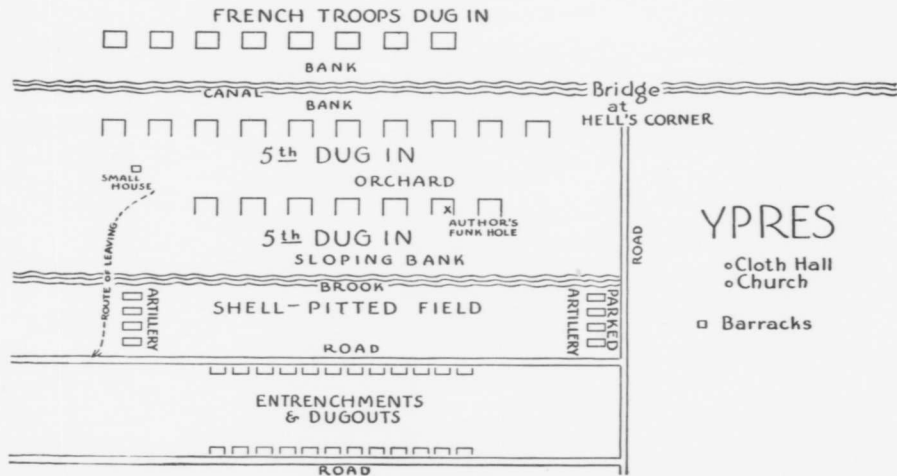 FRENCH TROOPS DUG IN
BANK
CANAL
BANK
Bridge
at
HELL'S CORNER
5th DUG IN
SMALL
HOUSE
ORCHARD
X
AUTHOR'S
FUNK HOLE
5th DUG IN
SLOPING BANK
ROUTE OF LEAVING
ROAD
YPRES
Cloth Hall
Church
Barracks
BROOK
ARTILLERY
SHELL-PITTED FIELD
ARTILLERY
PARKED
ROAD
ENTRENCHMENTS
& DUGOUTS
ROAD